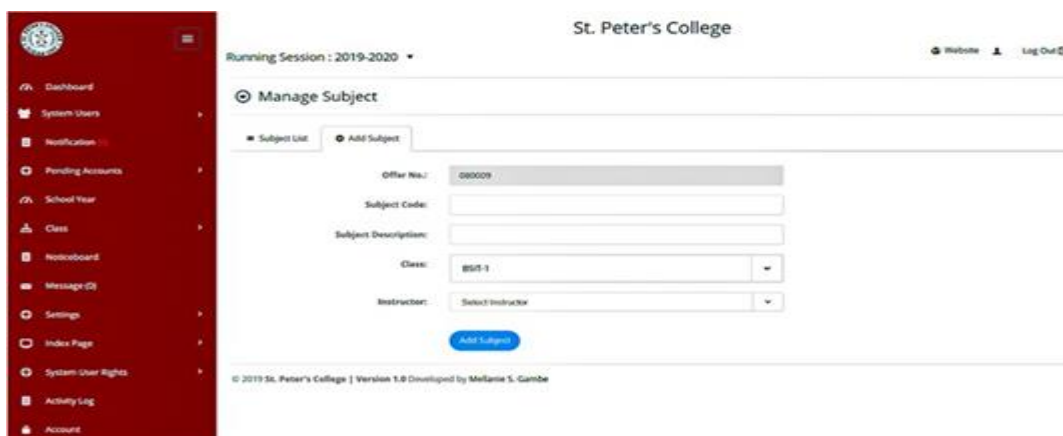 St. Peter's College
Running Session : 2019-2020
Website
Log Out
Dashboard
System Users
Notification
Pending Accounts
School Year
Class
Noticeboard
Message (0)
Settings
Index Page
System User Rights
Activity Log
Account
Manage Subject
Subject List
Add Subject
Offer No.: 080009
Subject Code:
Subject Description:
Class: BSIT-1
Instructor: Select Instructor
Add Subject
© 2019 St. Peter's College | Version 1.0 Developed by Mellanie S. Gambe